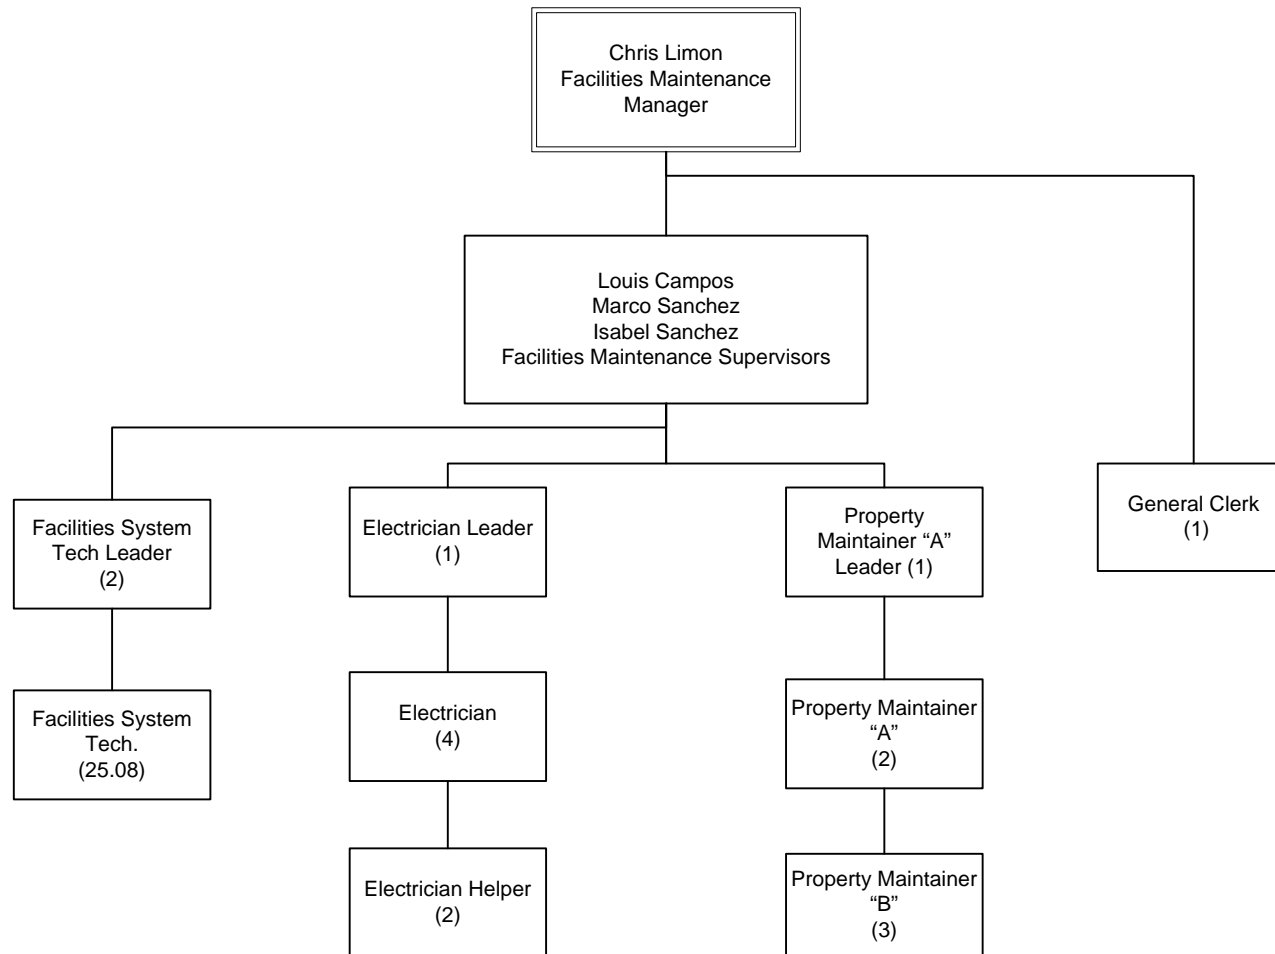 Chris Limon
Facilities Maintenance
Manager
Louis Campos
Marco Sanchez
Isabel Sanchez
Facilities Maintenance Supervisors
Facilities System
Tech Leader
(2)
Electrician Leader
(1)
Property
Maintainer “A”
Leader (1)
General Clerk
(1)
Facilities System
Tech.
(25.08)
Electrician
(4)
Property Maintainer
“A”
(2)
Electrician Helper
(2)
Property Maintainer
“B”
(3)